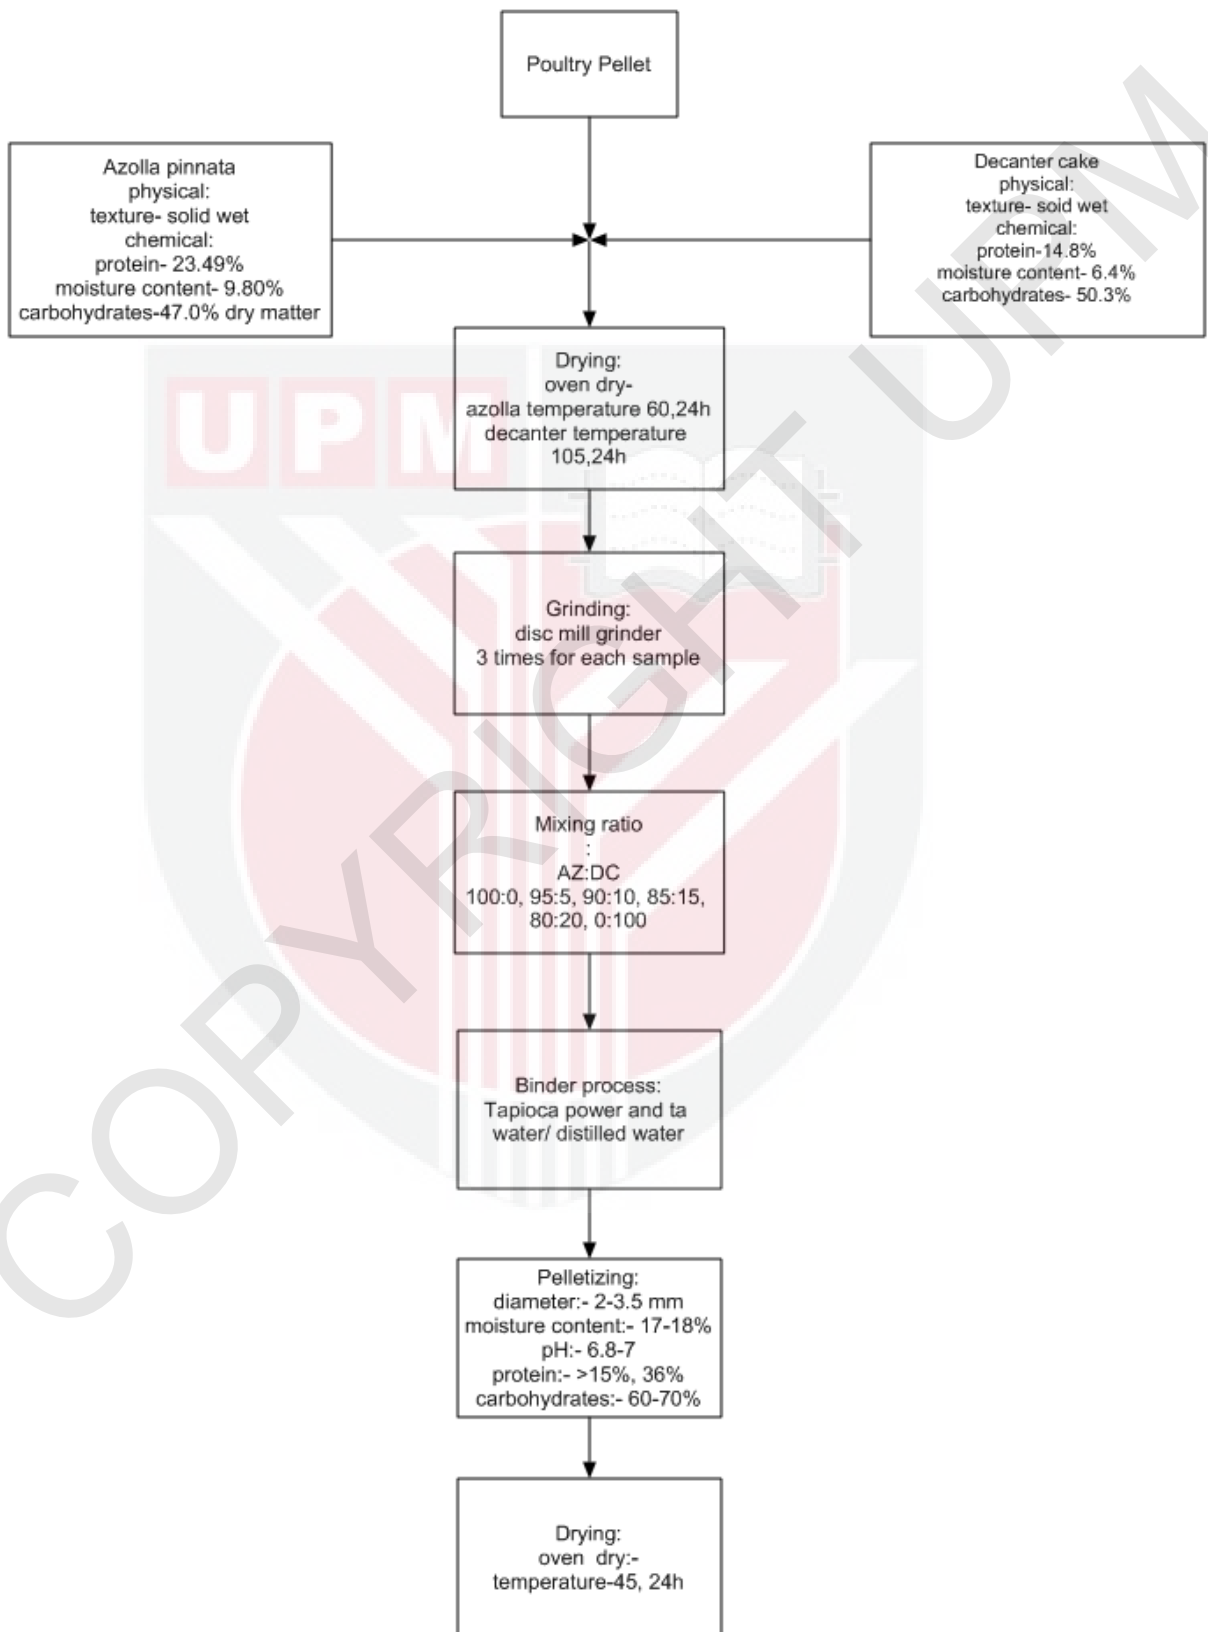 Poultry Pellet
Azolla pinnata
physical:
texture- solid wet
chemical:
protein- 23.49%
moisture content- 9.80%
carbohydrates-47.0% dry matter
Decanter cake
physical:
texture- soid wet
chemical:
protein-14.8%
moisture content- 6.4%
carbohydrates- 50.3%
Drying:
oven dry-
azolla temperature 60,24h
decanter temperature
105,24h
UPM
Grinding:
disc mill grinder
3 times for each sample
Mixing ratio
:
AZ:DC
100:0, 95:5, 90:10, 85:15,
80:20, 0:100
Binder process:
Tapioca power and ta
water/ distilled water
Pelletizing:
diameter:- 2-3.5 mm
moisture content:- 17-18%
pH:- 6.8-7
protein:- >15%, 36%
carbohydrates:- 60-70%
Drying:
oven dry:-
temperature-45, 24h
COPYRIGHT UPM